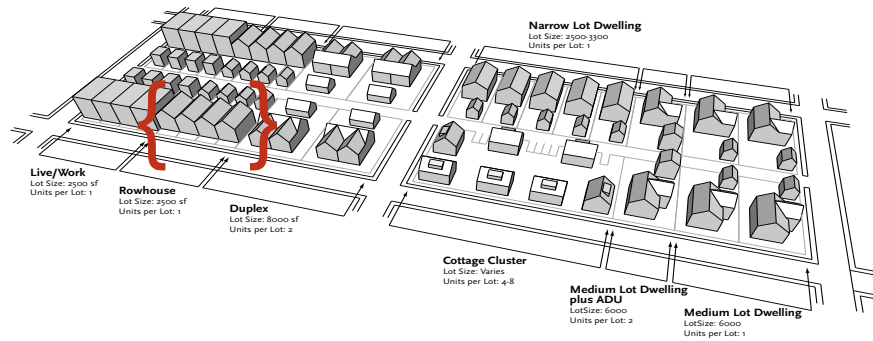 Narrow Lot Dwelling
Lot Size: 2500-3300
Units per Lot: 1
Live/Work
Lot Size: 2500 sf
Units per Lot: 1
Rowhouse
Lot Size: 2500 sf
Units per Lot: 1
Duplex
Lot Size: 8000 sf
Units per Lot: 2
Cottage Cluster
Lot Size: Varies
Units per Lot: 4-8
Medium Lot Dwelling
plus ADU
LotSize: 6000
Units per Lot: 2
Medium Lot Dwelling
LotSize: 6000
Units per Lot: 1